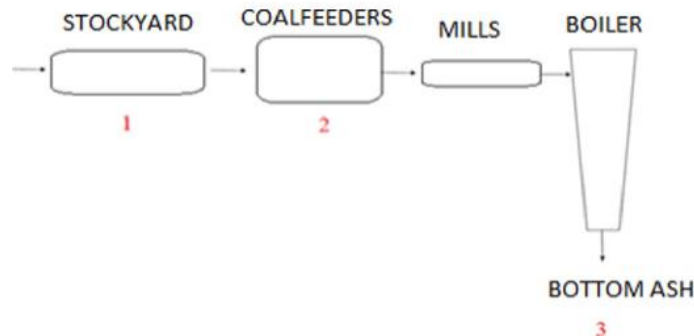 STOCKYARD
COALFEEDERS
MILLS
BOILER
1
2
BOTTOM ASH
3